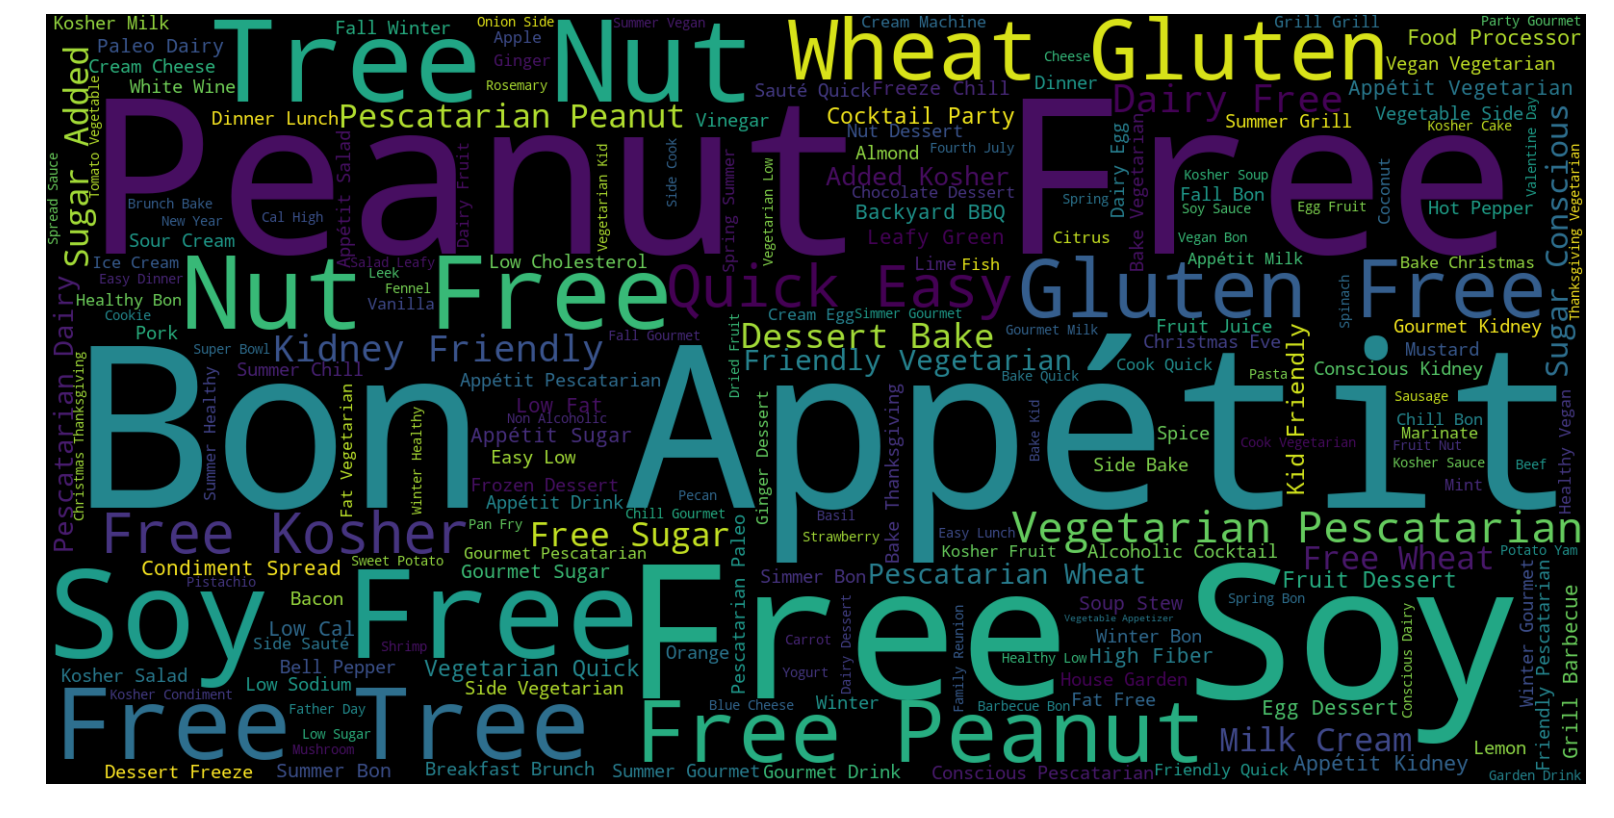 Kosher Milk
Fall Winter
Onion Side
Summer Vegan
Cream Machine
Grill Grill
Party Gourmet
Tree Nut
Wheat Gluten
Paleo Dairy
Apple
Cheese
Food Processor
Cream Cheese
Ginger
Vegan Vegetarian
White Wine
Rosemary
Sauté Quick
Freeze Chill
Dinner
Appétit Vegetarian
Sugar Added
Tomato Vegetable
Dinner Lunch
Pescatarian Peanut
Vinegar
Cocktail Party
Dairy Free
Summer Grill
Vegetable Side
Kosher Cake
Valentine Day
Peanut Free
Nut Dessert
Fourth July
Almond
Dairy Egg
Bake Vegetarian
Sugar Conscious
Thanksgiving Vegetarian
Spread Sauce
Appétit Salad
Dairy Fruit
Vegetarian Kid
Side Cook
Spring Summer
Vegetarian Low
Added Kosher
Chocolate Dessert
Kosher Soup
Fall Bon
Coconut
Brunch Bake
New Year
Cal High
Backyard BBQ
Spring
Soy Sauce
Egg Fruit
Hot Pepper
Sour Cream
Leafy Green
Citrus
Vegan Bon
Ice Cream
Salad Leafy
Low Cholesterol
Lime
Fish
Appétit Milk
Bake Christmas
Easy Dinner
Leek
Fennel
Nut Free
Quick Easy
Gluten Free
Spinach
Healthy Bon
Vanilla
Cookie
Cream Egg
Simmer Gourmet
Pork
Fall Gourmet
Dried Fruit
Dessert Bake
Gourmet Milk
Fruit Juice
Gourmet Kidney
Super Bowl
Kidney Friendly
Christmas Eve
Mustard
Pescatarian Dairy
Christmas Thanksgiving
Summer Chill
Friendly Vegetarian
Cook Quick
Conscious Kidney
Appétit Pescatarian
Bake Quick
Pasta
Kid Friendly
Bon Appétit
Summer Healthy
Fat Vegetarian
Winter Healthy
Low Fat
Non Alcoholic
Bake Thanksgiving
Bake Kid
Sausage
Chill Bon
Healthy Vegan
Appétit Sugar
Ginger Dessert
Spice
Cook Vegetarian
Marinate
Fruit Nut
Easy Low
Side Bake
Kosher Sauce
Beef
Frozen Dessert
Mint
Appétit Drink
Pecan
Chill Gourmet
Basil
Free Kosher
Pan Fry
Free Sugar
Strawberry
Easy Lunch
Vegetarian Pescatarian
Gourmet Pescatarian
Kosher Fruit
Alcoholic Cocktail
Free Wheat
Potato Yam
Condiment Spread
Sweet Potato
Gourmet Sugar
Pescatarian Paleo
Simmer Bon
Pescatarian Wheat
Fruit Dessert
Pistachio
Soy Free
Free Soy
Bacon
Soup Stew
Spring Bon
Winter Gourmet
Friendly Pescatarian
Grill Barbecue
Low Cal
Vegetable Appetizer
Side Sauté
Shrimp
Carrot
Winter Bon
Orange
Dairy Dessert
Family Reunion
Healthy Low
High Fiber
Conscious Dairy
Kosher Salad
Bell Pepper
Vegetarian Quick
Yogurt
House Garden
Low Sodium
Side Vegetarian
Kosher Condiment
Fat Free
Father Day
Blue Cheese
Winter
Barbecue Bon
Egg Dessert
Free Tree
Free Peanut
Low Sugar
Milk Cream
Mushroom
Lemon
Dessert Freeze
Summer Bon
Breakfast Brunch
Summer Gourmet
Gourmet Drink
Conscious Pescatarian
Friendly Quick
Appétit Kidney
Garden Drink